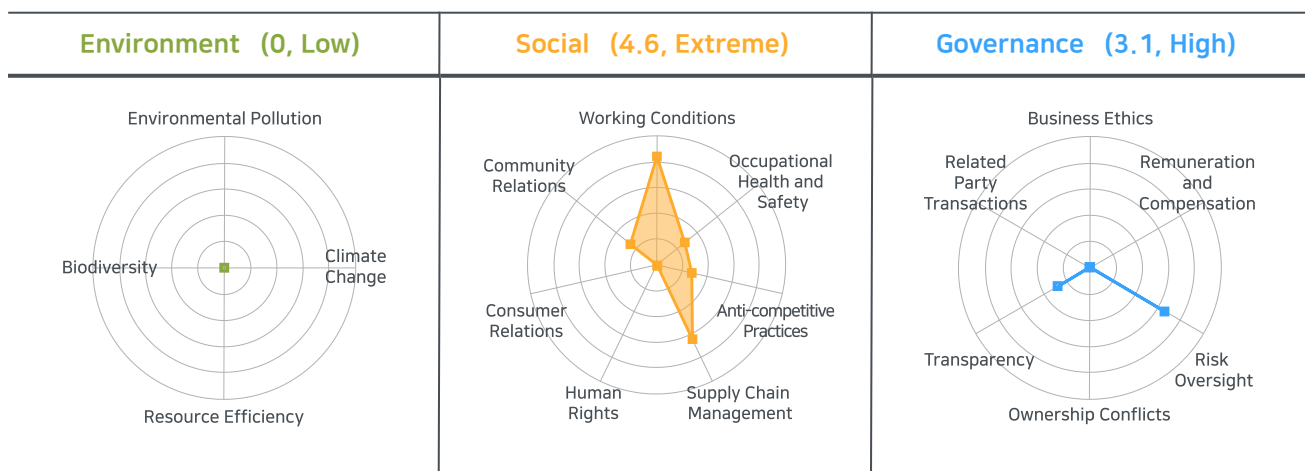 Environment (0, Low)
Social (4.6, Extreme)
Governance (3.1, High)
Environmental Pollution
Biodiversity
Climate
Change
Resource Efficiency
Working Conditions
Community
Relations
Occupational
Health and
Safety
Consumer
Relations
Anti-competitive
Practices
Human
Rights
Supply Chain
Management
Business Ethics
Related
Party
Transactions
Remuneration
and
Compensation
Transparency
Risk
Oversight
Ownership Conflicts